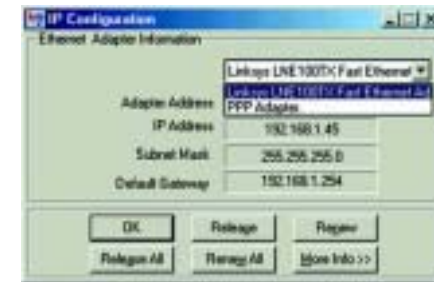 IP Configuration
Ethernet Adapter Information
Linksys LNE100TX Fast Ethernet
Linksys LNE100TX Fast Ethernet Ad
PPP Adapter.
Adapter Address
IP Address 192.168.1.45
Subnet Mask 255.255.255.0
Default Gateway 192.168.1.254
OK Release Renew
Release All Renew All More Info >>